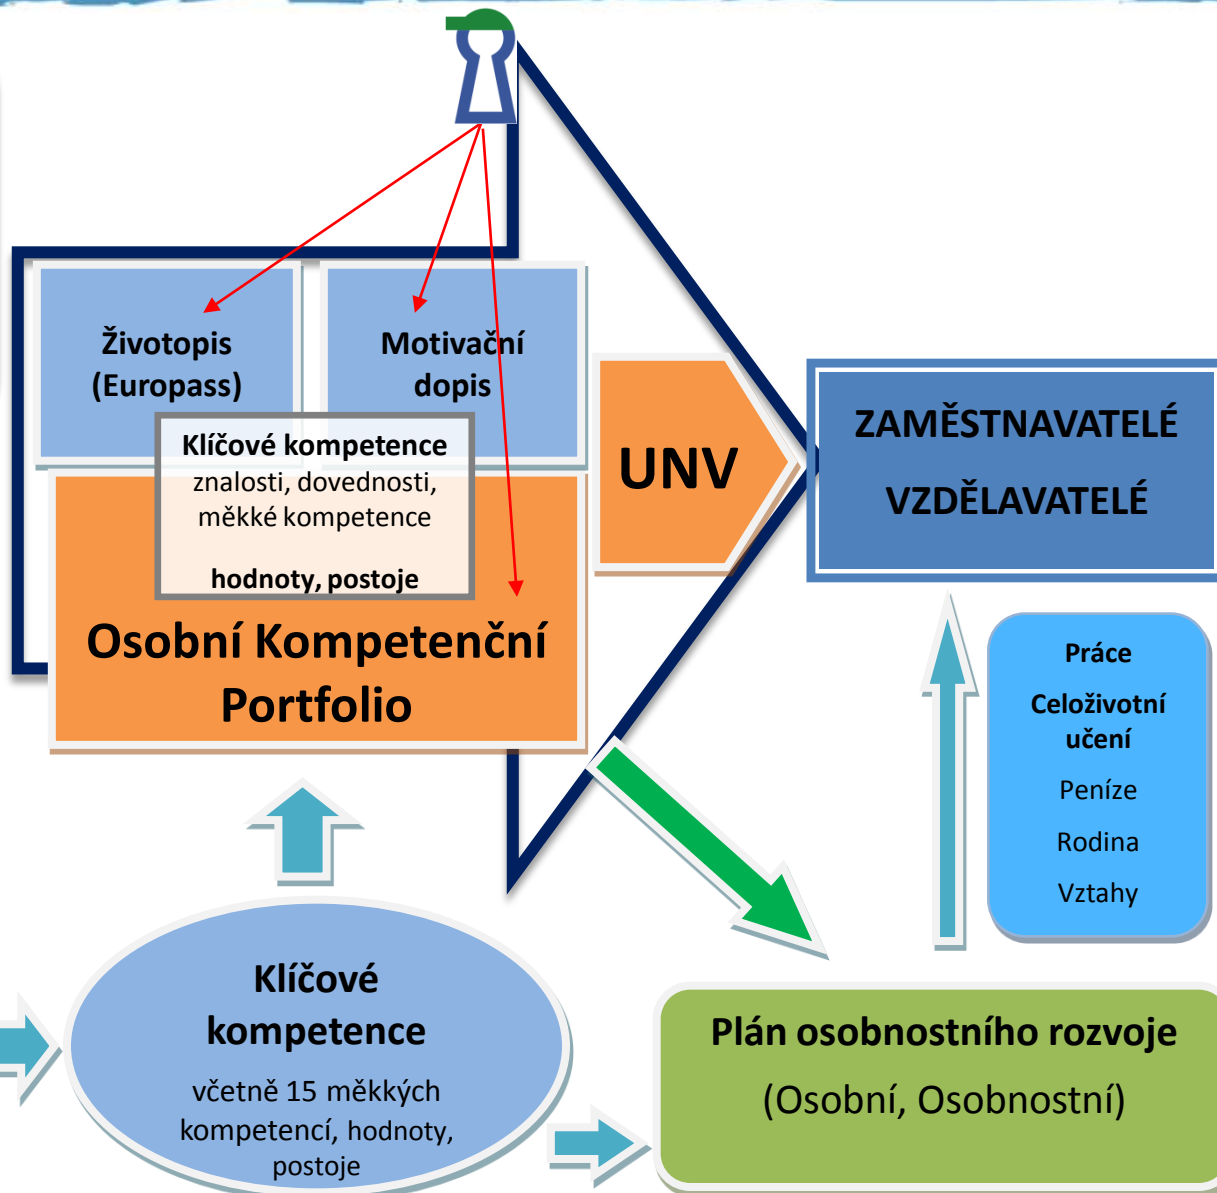 Životopis
(Europass)
Motivační
dopis
Klíčové kompetence
znalosti, dovednosti,
měkké kompetence
hodnoty, postoje
Osobní Kompetenční
Portfolio
UNV
ZAMĚSTNAVATELÉ
VZDĚLAVATELÉ
Práce
Celoživotní
učení
Peníze
Rodina
Vztahy
Klíčové
kompetence
včetně 15 měkkých
kompetencí, hodnoty,
postoje
Plán osobnostního rozvoje
(Osobní, Osobnostní)